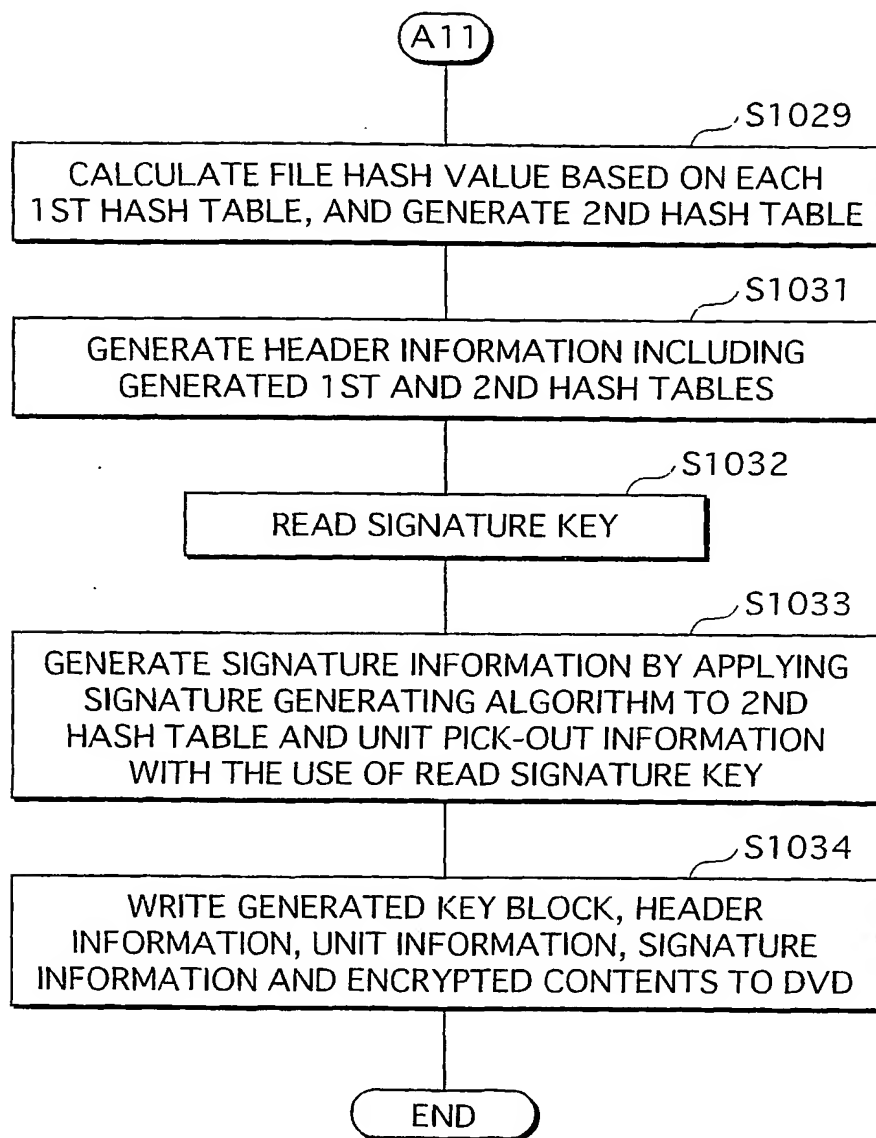 A11
S1029
CALCULATE FILE HASH VALUE BASED ON EACH
1ST HASH TABLE, AND GENERATE 2ND HASH TABLE
S1031
GENERATE HEADER INFORMATION INCLUDING
GENERATED 1ST AND 2ND HASH TABLES
S1032
READ SIGNATURE KEY
S1033
GENERATE SIGNATURE INFORMATION BY APPLYING
SIGNATURE GENERATING ALGORITHM TO 2ND
HASH TABLE AND UNIT PICK-OUT INFORMATION
WITH THE USE OF READ SIGNATURE KEY
S1034
WRITE GENERATED KEY BLOCK, HEADER
INFORMATION, UNIT INFORMATION, SIGNATURE
INFORMATION AND ENCRYPTED CONTENTS TO DVD
END